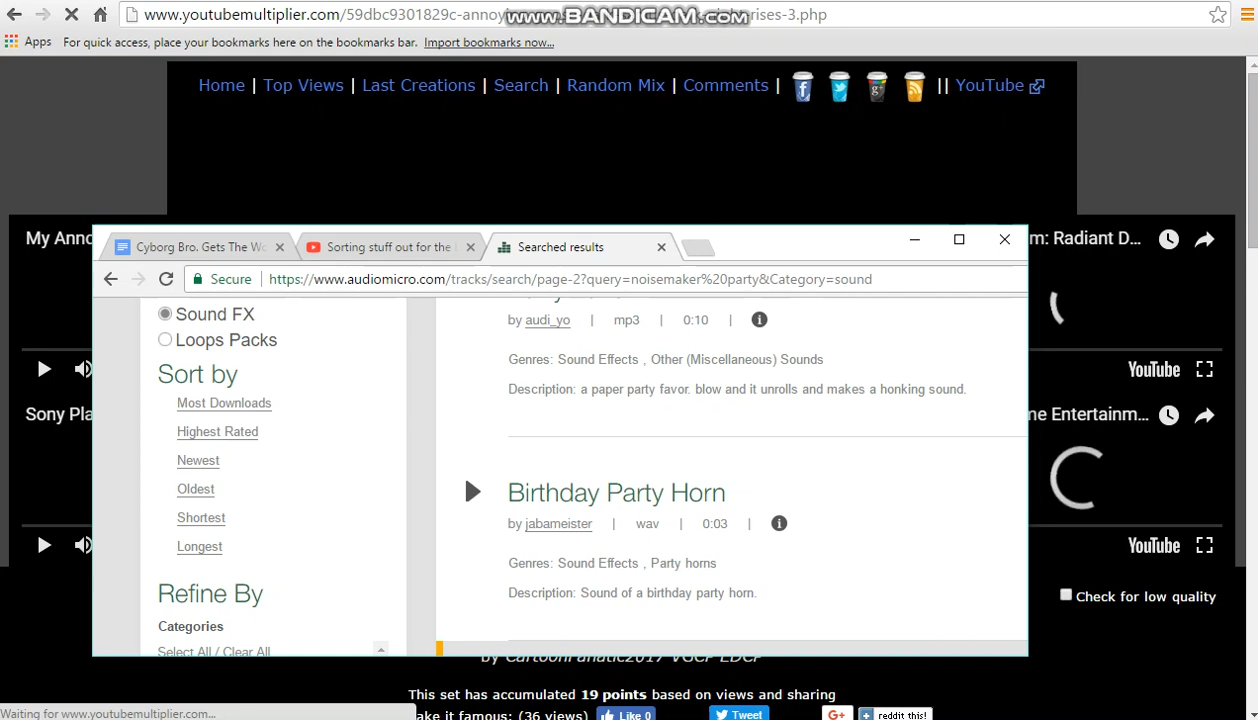 www.youtubemultiplier.com/59dbc9301829c-annoyi
rises-3.php
www.BANDICAM.com
Apps For quick access, place your bookmarks here on the bookmarks bar. Import bookmarks now...
Home | Top Views | Last Creations | Search | Random Mix | Comments | || YouTube
My Anno
m: Radiant D...
Cyborg Bro. Gets The Wo
Sorting stuff out for the L
Searched results
Secure https://www.audiomicro.com/tracks/search/page-2?query=noisemaker%20party&Category=sound
Sound FX
Loops Packs
Sort by
Most Downloads
Highest Rated
Newest
Oldest
Shortest
Longest
Refine By
Categories
Select All / Clear All
by audi_yo | mp3 | 0:10 |
Genres: Sound Effects , Other (Miscellaneous) Sounds
Description: a paper party favor. blow and it unrolls and makes a honking sound.
Birthday Party Horn
by jabameister | wav | 0:03 |
Genres: Sound Effects , Party horns
Description: Sound of a birthday party horn.
YouTube
Sony Pla
me Entertainm...
YouTube
Check for low quality
by CartoonFanatic2017 VGCP EDCP
This set has accumulated 19 points based on views and sharing
ake it famous: (36 views) Like 0 Tweet G+ reddit this!
Waiting for www.youtubemultiplier.com...